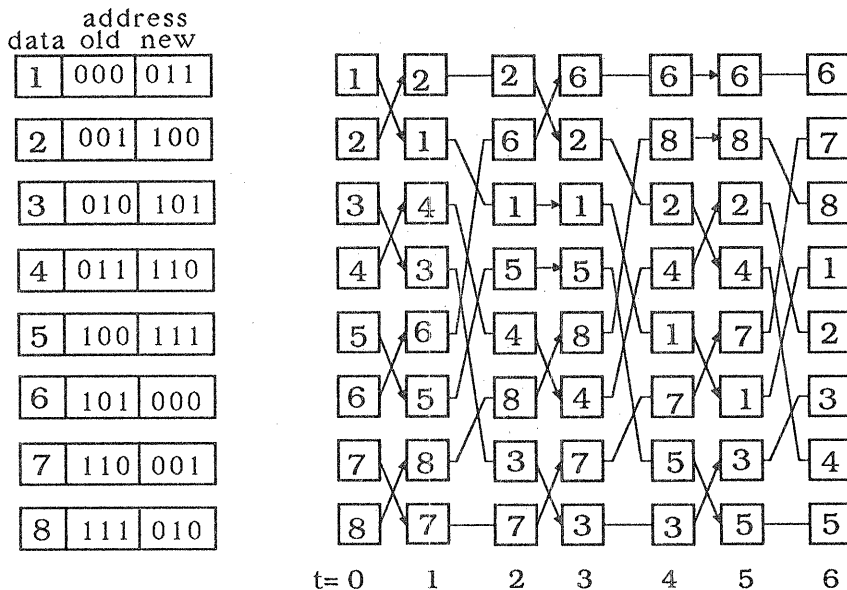 address
data old new
1 000 011 1 2 2 6 6 6 6
2 001 100 2 1 6 2 8 8 7
3 010 101 3 4 1 1 2 2 8
4 011 110 4 3 5 5 4 4 1
5 100 111 5 6 4 8 1 7 2
6 101 000 6 5 8 4 7 1 3
7 110 001 7 8 3 7 5 3 4
8 111 010 8 7 7 3 3 5 5
t= 0 1 2 3 4 5 6